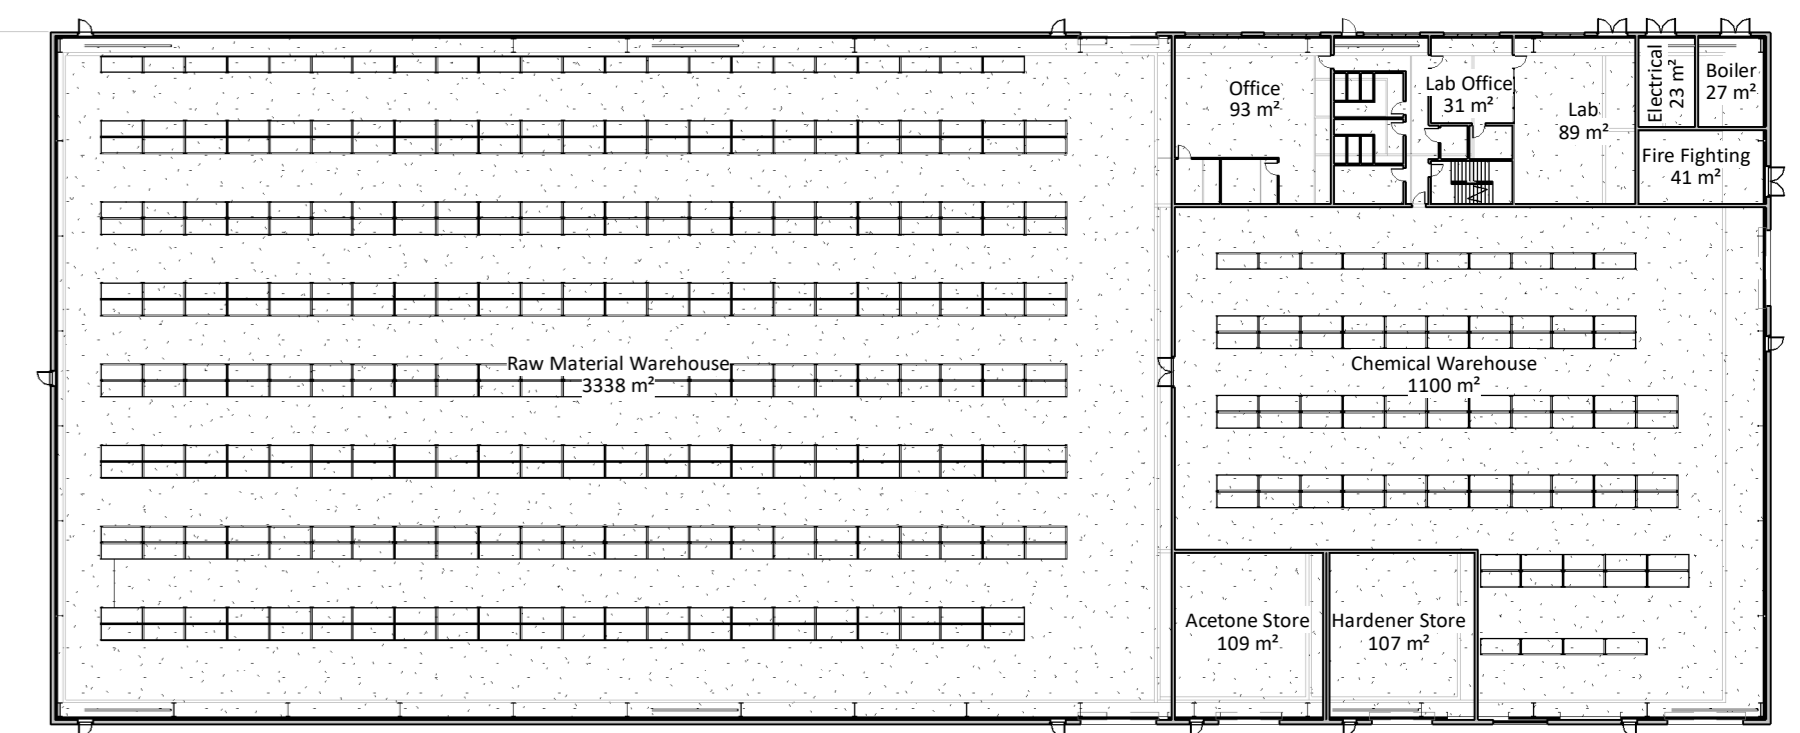 Office
93 m²
Lab Office
31 m²
Lab
89 m²
Electrical
23 m²
Boiler
27 m²
Fire Fighting
41 m²
Raw Material Warehouse
3338 m²
Chemical Warehouse
1100 m²
Acetone Store
109 m²
Hardener Store
107 m²